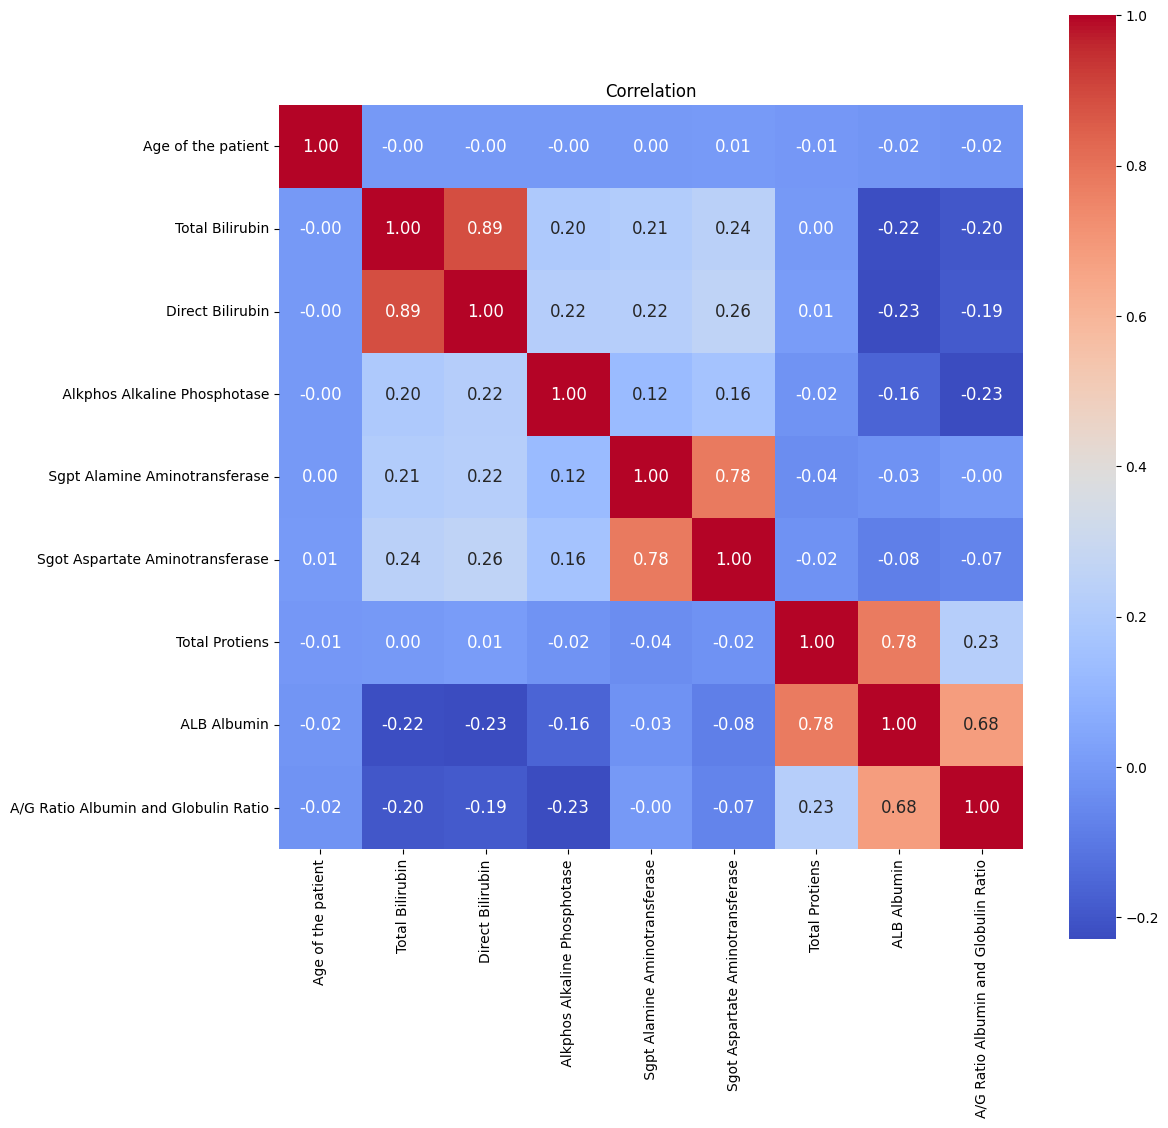 Correlation
Age of the patient 1.00 -0.00 -0.00 -0.00 0.00 0.01 -0.01 -0.02 -0.02
Total Bilirubin -0.00 1.00 0.89 0.20 0.21 0.24 0.00 -0.22 -0.20
Direct Bilirubin -0.00 0.89 1.00 0.22 0.22 0.26 0.01 -0.23 -0.19
Alkphos Alkaline Phosphotase -0.00 0.20 0.22 1.00 0.12 0.16 -0.02 -0.16 -0.23
Sgpt Alamine Aminotransferase 0.00 0.21 0.22 0.12 1.00 0.78 -0.04 -0.03 -0.00
Sgot Aspartate Aminotransferase 0.01 0.24 0.26 0.16 0.78 1.00 -0.02 -0.08 -0.07
Total Protiens -0.01 0.00 0.01 -0.02 -0.04 -0.02 1.00 0.78 0.23
ALB Albumin -0.02 -0.22 -0.23 -0.16 -0.03 -0.08 0.78 1.00 0.68
A/G Ratio Albumin and Globulin Ratio -0.02 -0.20 -0.19 -0.23 -0.00 -0.07 0.23 0.68 1.00
Age of the patient
Total Bilirubin
Direct Bilirubin
Alkphos Alkaline Phosphotase
Sgpt Alamine Aminotransferase
Sgot Aspartate Aminotransferase
Total Protiens
ALB Albumin
A/G Ratio Albumin and Globulin Ratio
1.0
0.8
0.6
0.4
0.2
0.0
−0.2